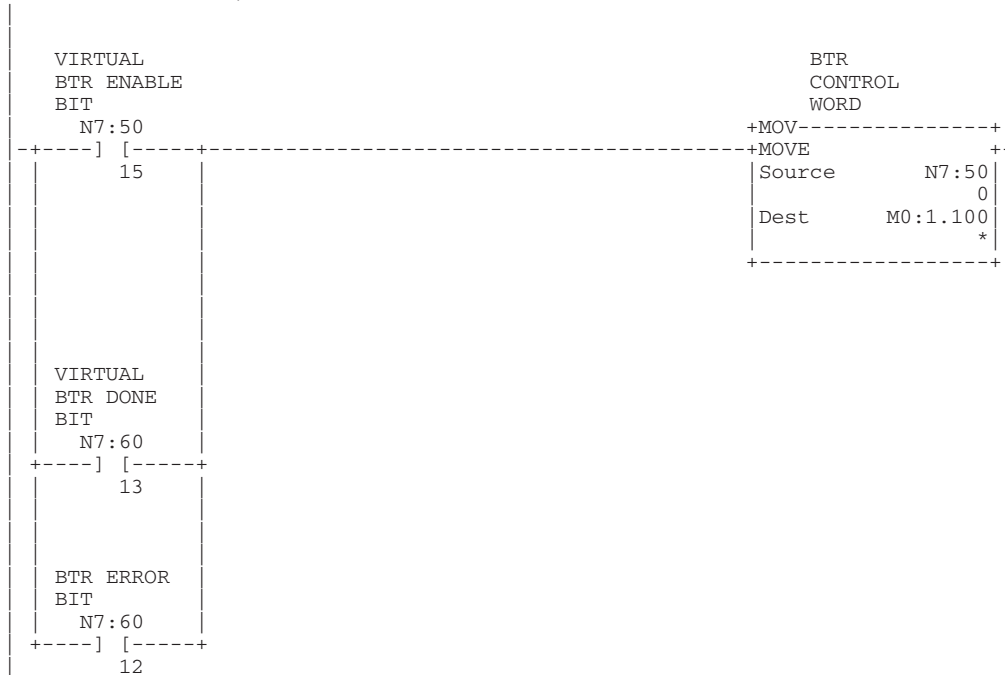 VIRTUAL BTR
BTR ENABLE CONTROL
BIT WORD
N7:50 +MOV---------------+
-+----] [-----+------------------------------------------+MOVE +-
15 |Source N7:50|
| 0|
|Dest M0:1.100|
| *|
+------------------+
VIRTUAL
BTR DONE
BIT
N7:60
+----] [-----+
13
BTR ERROR
BIT
N7:60
+----] [-----+
12